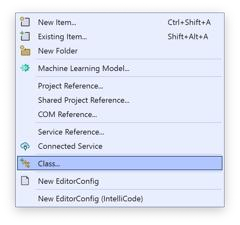 New Item... Ctrl+Shift+A
Existing Item... Shift+Alt+A
New Folder
Machine Learning Model...
Project Reference...
Shared Project Reference...
COM Reference...
Service Reference...
Connected Service
Class...
New EditorConfig
New EditorConfig (IntelliCode)